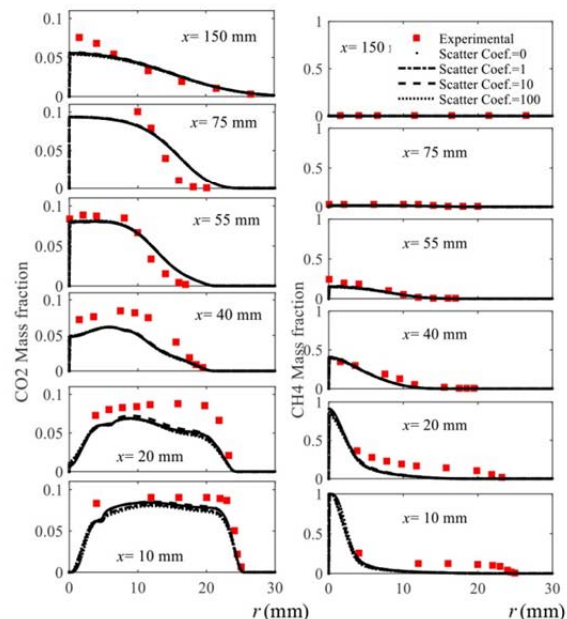 x= 150 mm
x= 75 mm
x= 55 mm
x= 40 mm
x= 20 mm
x= 10 mm
0.1
0.05
0
0.1
0.05
0
0.1
0.05
0
0.1
0.05
0
0.1
0.05
0
0.1
0.05
0
0
10
20
30
CO2 Mass fraction
r (mm)
x= 150
Experimental
Scatter Coef.=0
Scatter Coef.=1
Scatter Coef.=10
Scatter Coef.=100
x= 75 mm
x= 55 mm
x= 40 mm
x= 20 mm
x= 10 mm
1
0.5
0
1
0.5
0
1
0.5
0
1
0.5
0
1
0.5
0
1
0.5
0
0
10
20
30
CH4 Mass fraction
r (mm)